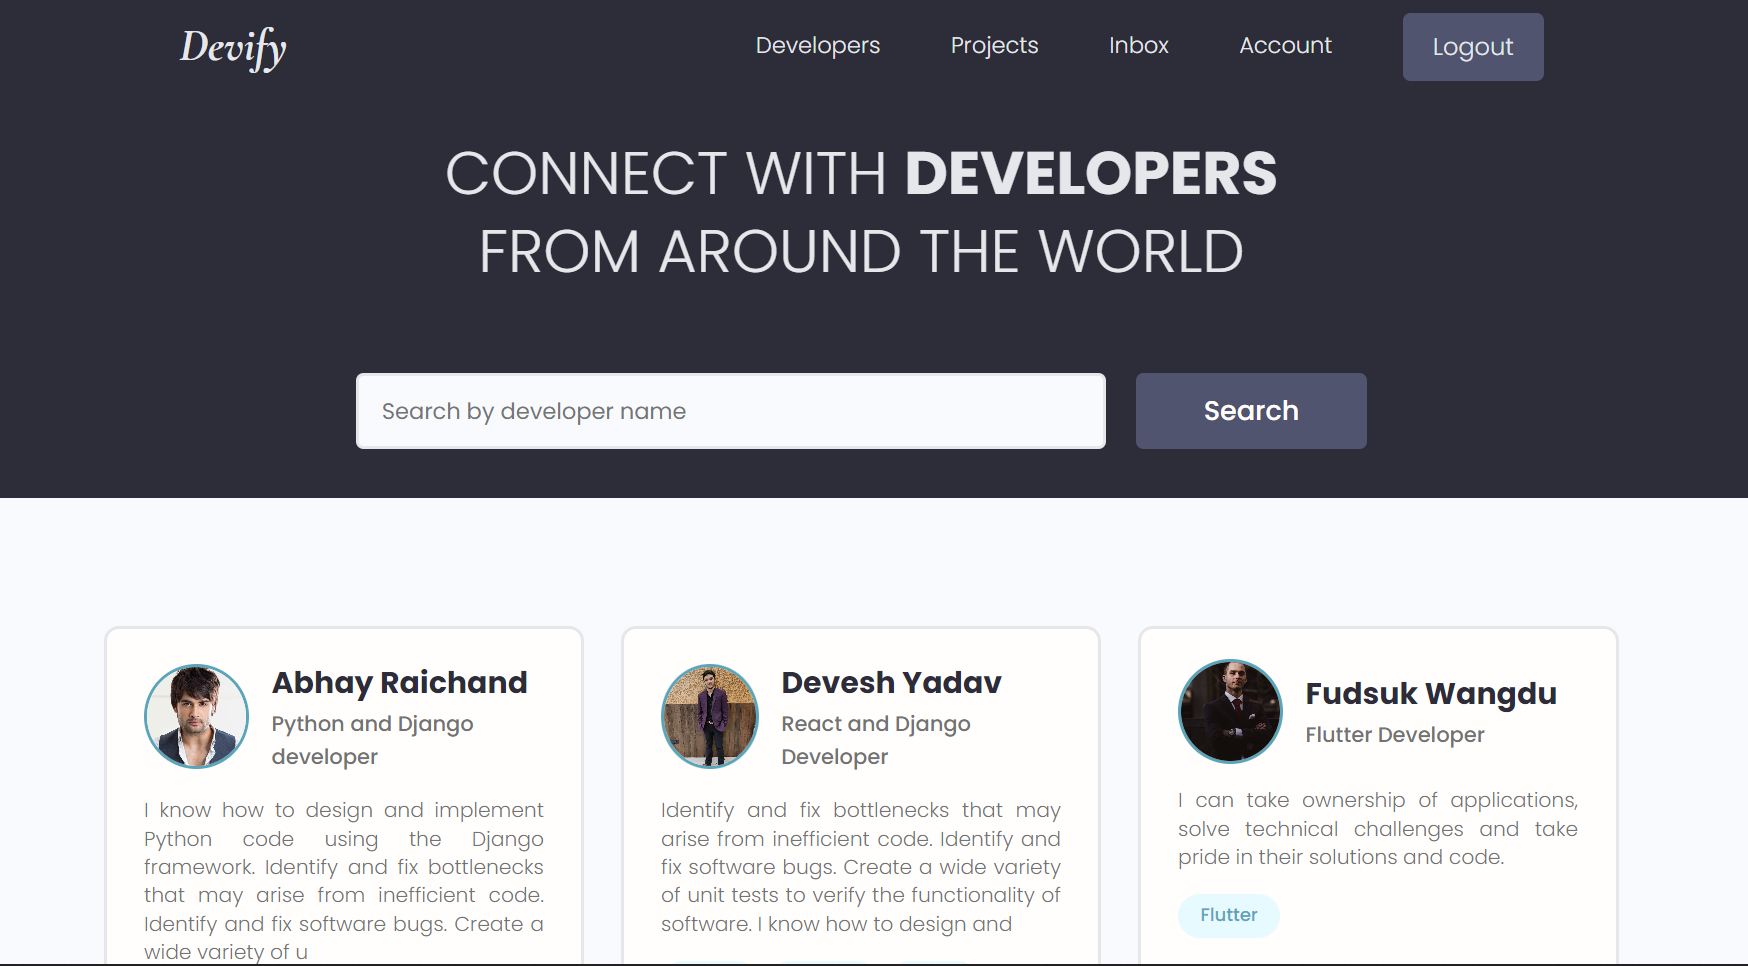 Devify
Developers
Projects
Inbox
Account
Logout
CONNECT WITH DEVELOPERS
FROM AROUND THE WORLD
Search by developer name
Search
Abhay Raichand
Python and Django
developer
I know how to design and implement
Python code using the Django
framework. Identify and fix bottlenecks
that may arise from inefficient code.
Identify and fix software bugs. Create a
wide variety of u
Devesh Yadav
React and Django
Developer
Identify and fix bottlenecks that may
arise from inefficient code. Identify and
fix software bugs. Create a wide variety
of unit tests to verify the functionality of
software. I know how to design and
Fudsuk Wangdu
Flutter Developer
I can take ownership of applications,
solve technical challenges and take
pride in their solutions and code.
Flutter